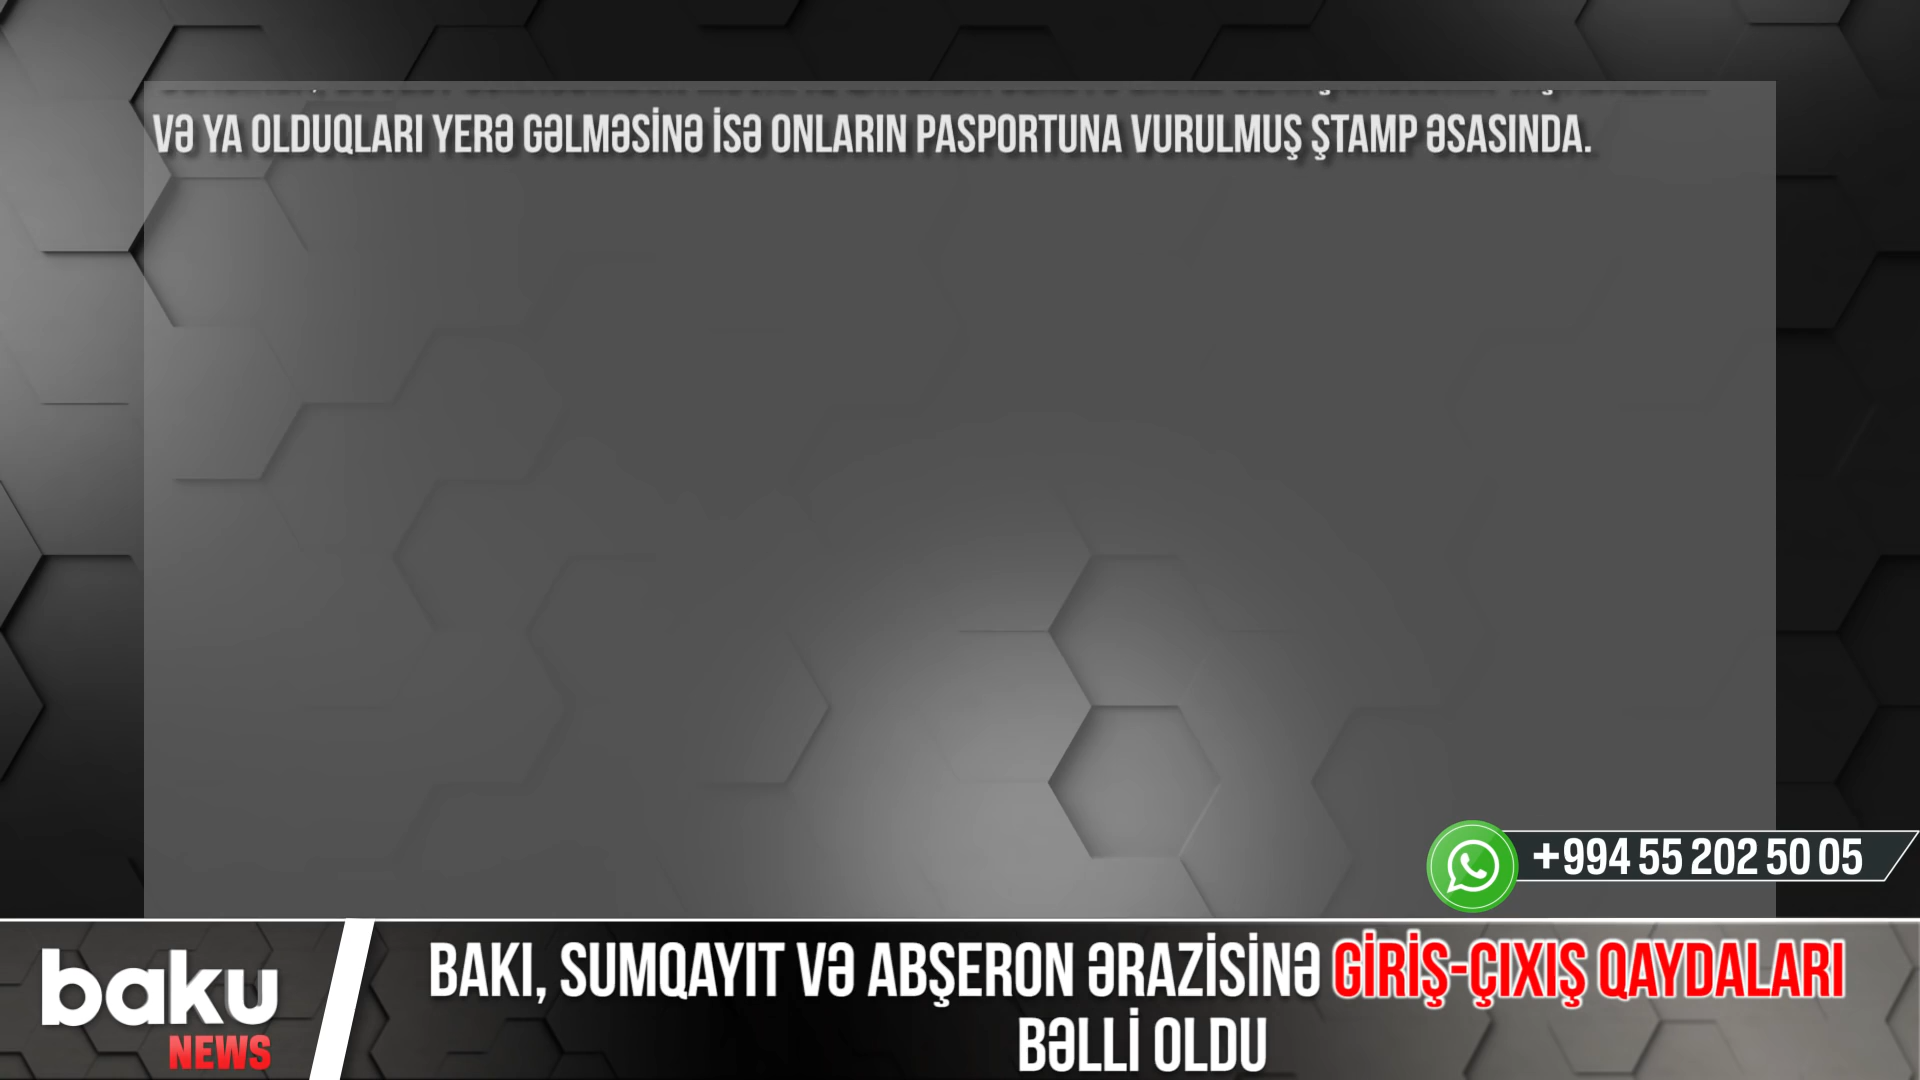 VƏ YA OLDUQLARI YERƏ GƏLMƏSİNƏ İSƏ ONLARIN PASPORTUNA VURULMUŞ ŞTAMP ƏSASINDA.
+994 55 202 50 05
baku
NEWS
BAKI, SUMQAYIT VƏ ABŞERON ƏRAZİSİNƏ GİRİŞ-ÇIXIŞ QAYDALARI
BƏLLİ OLDU